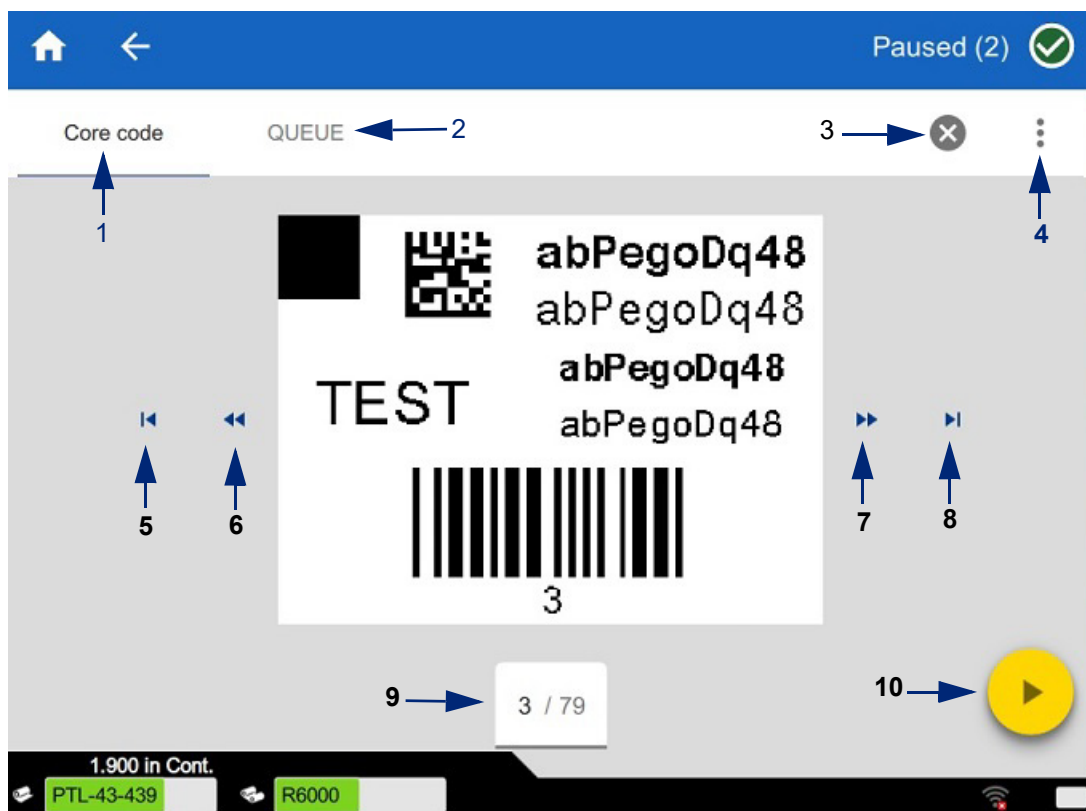 Paused (2)
Core code
QUEUE
2
3
1
4
abPegoDq48
abPegoDq48
abPegoDq48
TEST
abPegoDq48
5
6
7
8
3
9
3 / 79
10
1.900 in Cont.
PTL-43-439
R6000